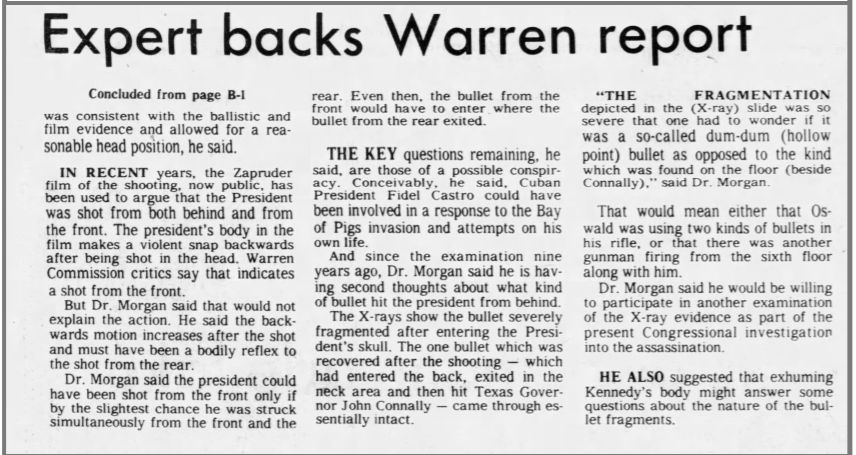 Expert backs Warren report
Concluded from page B-1
was consistent with the ballistic and
film evidence and allowed for a rea-
sonable head position, he said.
IN RECENT years, the Zapruder
film of the shooting, now public, has
been used to argue that the President
was shot from both behind and from
the front. The president's body in the
film makes a violent snap backwards
after being shot in the head. Warren
Commission critics say that indicates
a shot from the front.
But Dr. Morgan said that would not
explain the action. He said the back-
wards motion increases after the shot
and must have been a bodily reflex to
the shot from the rear.
Dr. Morgan said the president could
have been shot from the front only if
by the slightest chance he was struck
simultaneously from the front and the
rear. Even then, the bullet from the
front would have to enter where the
bullet from the rear exited.
THE KEY questions remaining, he
said, are those of a possible conspir-
acy. Conceivably, he said, Cuban
President Fidel Castro could have
been involved in a response to the Bay
of Pigs invasion and attempts on his
own life.
And since the examination nine
years ago, Dr. Morgan said he is hav-
ing second thoughts about what kind
of bullet hit the president from behind.
The X-rays show the bullet severely
fragmented after entering the Presi-
dent's skull. The one bullet which was
recovered after the shooting — which
had entered the back, exited in the
neck area and then hit Texas Gover-
nor John Connally — came through es-
sentially intact.
"THE FRAGMENTATION
depicted in the (X-ray) slide was so
severe that one had to wonder if it
was a so-called dum-dum (hollow
point) bullet as opposed to the kind
which was found on the floor (beside
Connally)," said Dr. Morgan.
That would mean either that Os-
wald was using two kinds of bullets in
his rifle, or that there was another
gunman firing from the sixth floor
along with him.
Dr. Morgan said he would be willing
to participate in another examination
of the X-ray evidence as part of the
present Congressional investigation
into the assassination.
HE ALSO suggested that exhuming
Kennedy's body might answer some
questions about the nature of the bul-
let fragments.